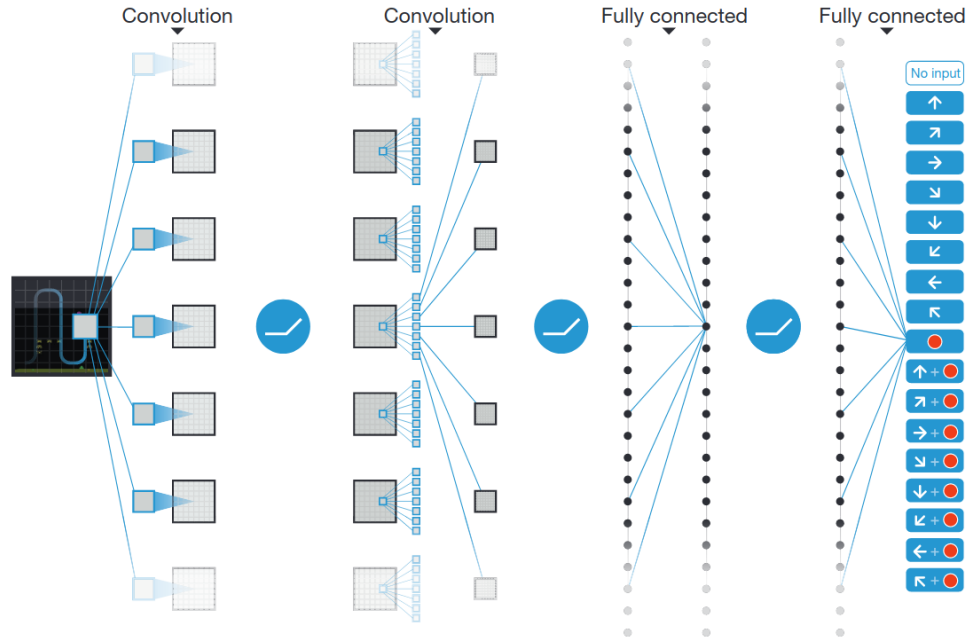 Convolution
Convolution
Fully connected
Fully connected
No input
+
+
+
+
+
+
+
+